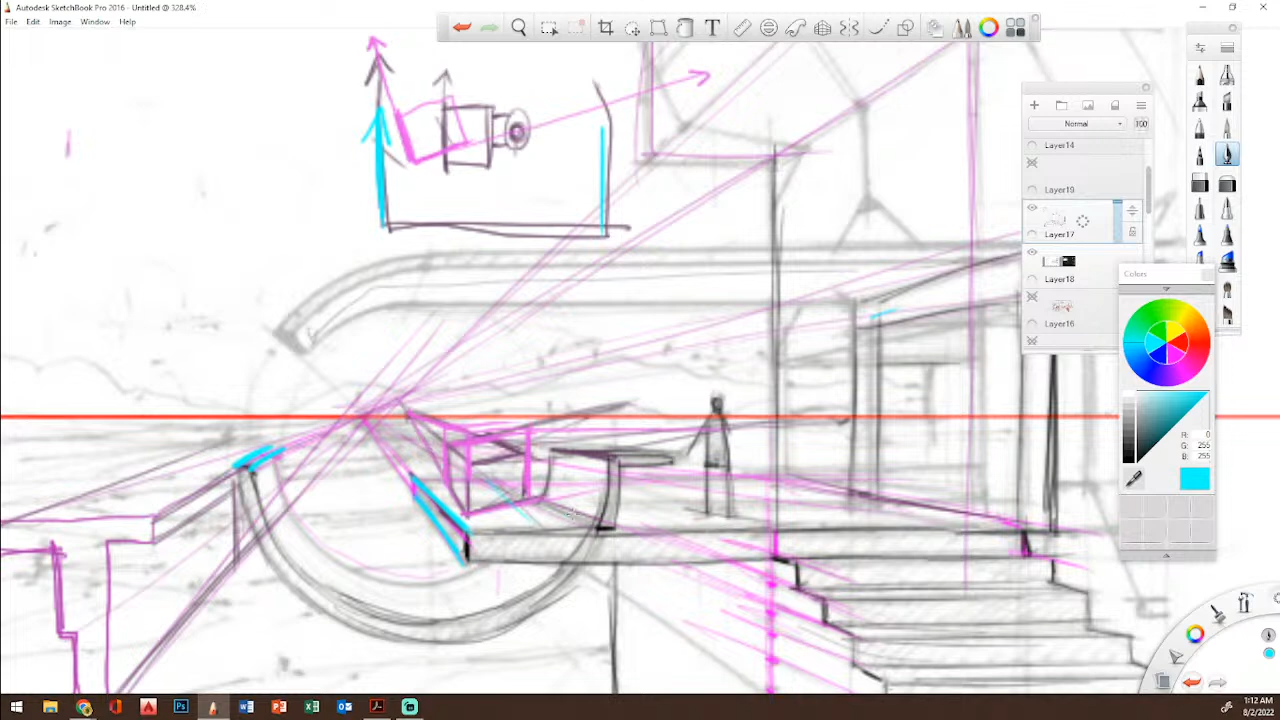 Autodesk SketchBook Pro 2016 - Untitled @ 328.4%
File Edit Image Window Help
T
Normal
100
Layer14
Layer19
Layer17
Layer18
Layer16
Colors
R: 0
G: 255
B: 255
1:12 AM
8/2/2022